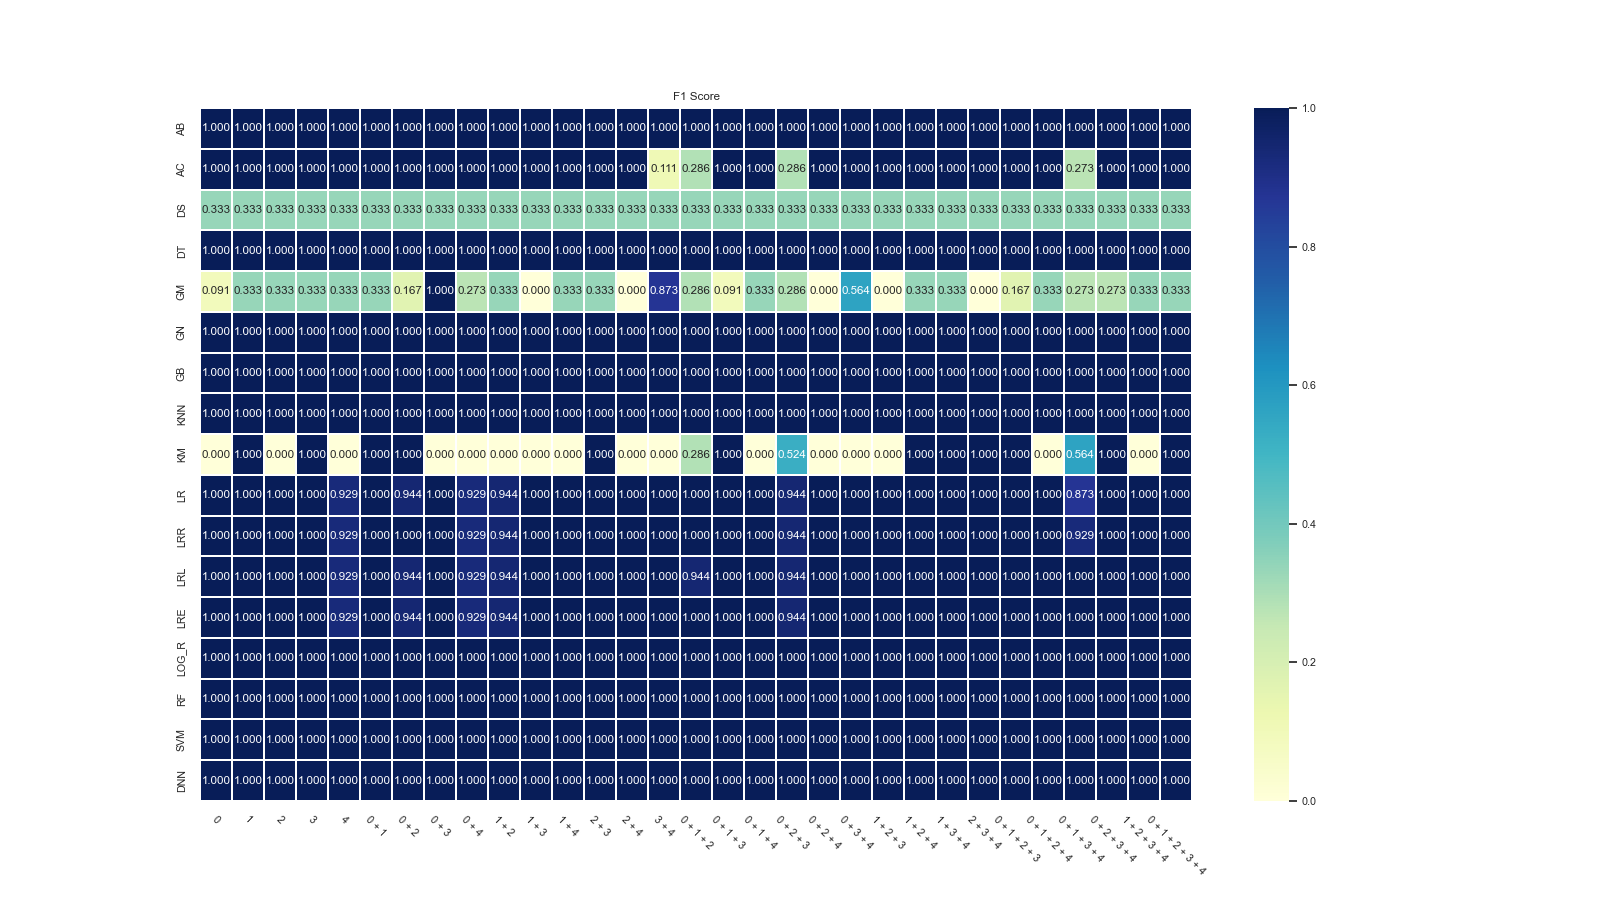 F1 Score
AB 1.000 1.000 1.000 1.000 1.000 1.000 1.000 1.000 1.000 1.000 1.000 1.000 1.000 1.000 1.000 1.000 1.000 1.000 1.000 1.000 1.000 1.000 1.000 1.000 1.000 1.000 1.000 1.000 1.000 1.000 1.000
AC 1.000 1.000 1.000 1.000 1.000 1.000 1.000 1.000 1.000 1.000 1.000 1.000 1.000 1.000 0.111 0.286 1.000 1.000 0.286 1.000 1.000 1.000 1.000 1.000 1.000 1.000 1.000 0.273 1.000 1.000 1.000
DS 0.333 0.333 0.333 0.333 0.333 0.333 0.333 0.333 0.333 0.333 0.333 0.333 0.333 0.333 0.333 0.333 0.333 0.333 0.333 0.333 0.333 0.333 0.333 0.333 0.333 0.333 0.333 0.333 0.333 0.333 0.333
DT 1.000 1.000 1.000 1.000 1.000 1.000 1.000 1.000 1.000 1.000 1.000 1.000 1.000 1.000 1.000 1.000 1.000 1.000 1.000 1.000 1.000 1.000 1.000 1.000 1.000 1.000 1.000 1.000 1.000 1.000 1.000
GM 0.091 0.333 0.333 0.333 0.333 0.333 0.167 1.000 0.273 0.333 0.000 0.333 0.333 0.000 0.873 0.286 0.091 0.333 0.286 0.000 0.564 0.000 0.333 0.333 0.000 0.167 0.333 0.273 0.273 0.333 0.333
GN 1.000 1.000 1.000 1.000 1.000 1.000 1.000 1.000 1.000 1.000 1.000 1.000 1.000 1.000 1.000 1.000 1.000 1.000 1.000 1.000 1.000 1.000 1.000 1.000 1.000 1.000 1.000 1.000 1.000 1.000 1.000
GB 1.000 1.000 1.000 1.000 1.000 1.000 1.000 1.000 1.000 1.000 1.000 1.000 1.000 1.000 1.000 1.000 1.000 1.000 1.000 1.000 1.000 1.000 1.000 1.000 1.000 1.000 1.000 1.000 1.000 1.000 1.000
KNN 1.000 1.000 1.000 1.000 1.000 1.000 1.000 1.000 1.000 1.000 1.000 1.000 1.000 1.000 1.000 1.000 1.000 1.000 1.000 1.000 1.000 1.000 1.000 1.000 1.000 1.000 1.000 1.000 1.000 1.000 1.000
KM 0.000 1.000 0.000 1.000 0.000 1.000 1.000 0.000 0.000 0.000 0.000 0.000 1.000 0.000 0.000 0.286 1.000 0.000 0.524 0.000 0.000 0.000 1.000 1.000 1.000 1.000 0.000 0.564 1.000 0.000 1.000
LR 1.000 1.000 1.000 1.000 0.929 1.000 0.944 1.000 0.929 0.944 1.000 1.000 1.000 1.000 1.000 1.000 1.000 1.000 0.944 1.000 1.000 1.000 1.000 1.000 1.000 1.000 1.000 0.873 1.000 1.000 1.000
LRR 1.000 1.000 1.000 1.000 0.929 1.000 1.000 1.000 0.929 0.944 1.000 1.000 1.000 1.000 1.000 1.000 1.000 1.000 0.944 1.000 1.000 1.000 1.000 1.000 1.000 1.000 1.000 0.929 1.000 1.000 1.000
LRL 1.000 1.000 1.000 1.000 0.929 1.000 0.944 1.000 0.929 0.944 1.000 1.000 1.000 1.000 1.000 0.944 1.000 1.000 0.944 1.000 1.000 1.000 1.000 1.000 1.000 1.000 1.000 1.000 1.000 1.000 1.000
LRE 1.000 1.000 1.000 1.000 0.929 1.000 0.944 1.000 0.929 0.944 1.000 1.000 1.000 1.000 1.000 1.000 1.000 1.000 0.944 1.000 1.000 1.000 1.000 1.000 1.000 1.000 1.000 1.000 1.000 1.000 1.000
LOG_R 1.000 1.000 1.000 1.000 1.000 1.000 1.000 1.000 1.000 1.000 1.000 1.000 1.000 1.000 1.000 1.000 1.000 1.000 1.000 1.000 1.000 1.000 1.000 1.000 1.000 1.000 1.000 1.000 1.000 1.000 1.000
RF 1.000 1.000 1.000 1.000 1.000 1.000 1.000 1.000 1.000 1.000 1.000 1.000 1.000 1.000 1.000 1.000 1.000 1.000 1.000 1.000 1.000 1.000 1.000 1.000 1.000 1.000 1.000 1.000 1.000 1.000 1.000
SVM 1.000 1.000 1.000 1.000 1.000 1.000 1.000 1.000 1.000 1.000 1.000 1.000 1.000 1.000 1.000 1.000 1.000 1.000 1.000 1.000 1.000 1.000 1.000 1.000 1.000 1.000 1.000 1.000 1.000 1.000 1.000
DNN 1.000 1.000 1.000 1.000 1.000 1.000 1.000 1.000 1.000 1.000 1.000 1.000 1.000 1.000 1.000 1.000 1.000 1.000 1.000 1.000 1.000 1.000 1.000 1.000 1.000 1.000 1.000 1.000 1.000 1.000 1.000
0
1
2
3
4
0 + 1
0 + 2
0 + 3
0 + 4
1 + 2
1 + 3
1 + 4
2 + 3
2 + 4
3 + 4
0 + 1 + 2
0 + 1 + 3
0 + 1 + 4
0 + 2 + 3
0 + 2 + 4
0 + 3 + 4
1 + 2 + 3
1 + 2 + 4
1 + 3 + 4
2 + 3 + 4
0 + 1 + 2 + 3
0 + 1 + 2 + 4
0 + 1 + 3 + 4
0 + 2 + 3 + 4
1 + 2 + 3 + 4
0 + 1 + 2 + 3 + 4
1.0
0.8
0.6
0.4
0.2
0.0